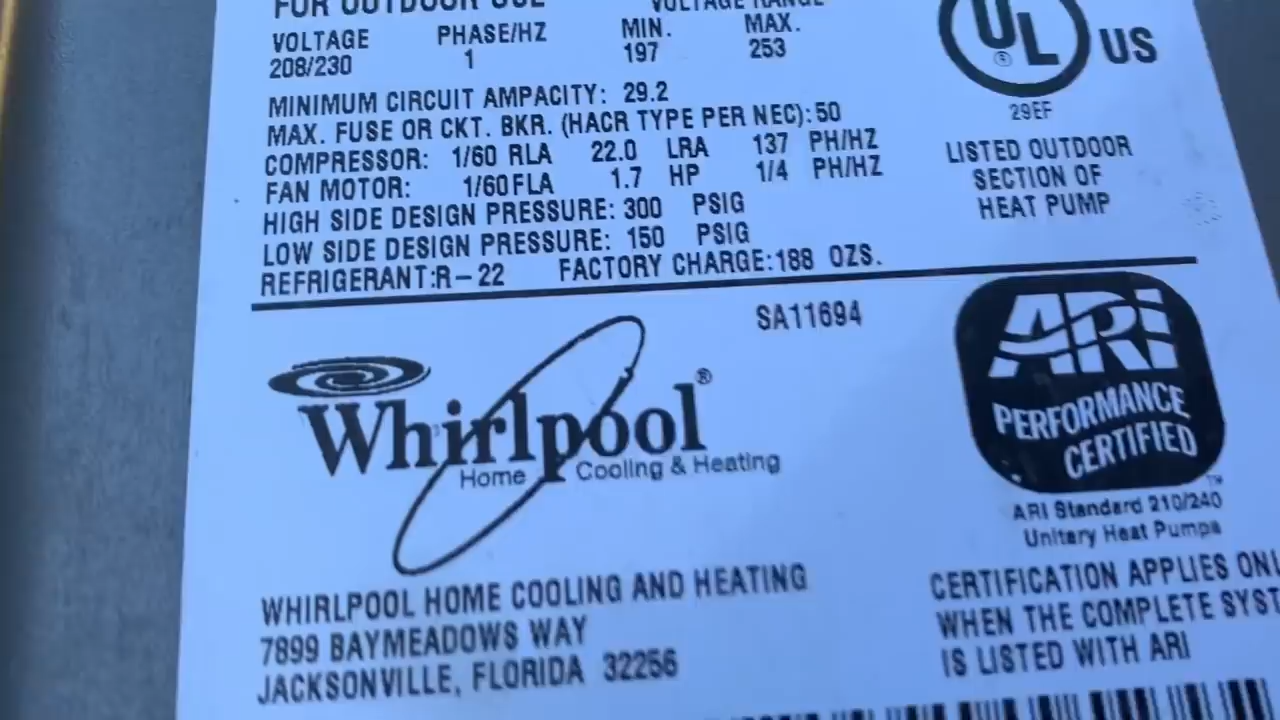 FOR OUTDOOR USE
VOLTAGE RANGE
VOLTAGE PHASE/HZ MIN. MAX.
208/230 1 197 253
MINIMUM CIRCUIT AMPACITY: 29.2
MAX. FUSE OR CKT. BKR. (HACR TYPE PER NEC): 50
COMPRESSOR: 1/60 RLA 22.0 LRA 137 PH/HZ
FAN MOTOR: 1/60 FLA 1.7 HP 1/4 PH/HZ
HIGH SIDE DESIGN PRESSURE: 300 PSIG
LOW SIDE DESIGN PRESSURE: 150 PSIG
REFRIGERANT:R-22 FACTORY CHARGE:188 OZS.
UL US
®
29EF
LISTED OUTDOOR
SECTION OF
HEAT PUMP
SA11694
Whirlpool®
Home Cooling & Heating
WHIRLPOOL HOME COOLING AND HEATING
7899 BAYMEADOWS WAY
JACKSONVILLE, FLORIDA 32256
ARI
PERFORMANCE
CERTIFIED
TM
ARI Standard 210/240
Unitary Heat Pumps
CERTIFICATION APPLIES ONL
WHEN THE COMPLETE SYST
IS LISTED WITH ARI